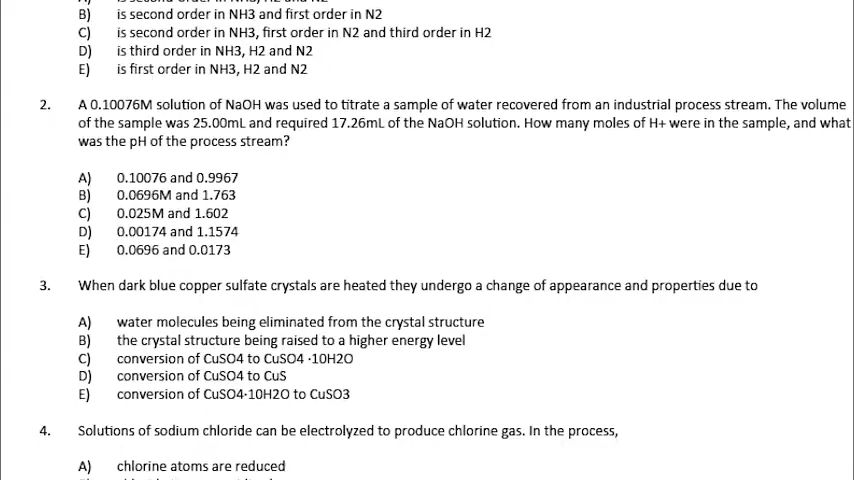 B) is second order in NH3 and first order in N2
C) is second order in NH3, first order in N2 and third order in H2
D) is third order in NH3, H2 and N2
E) is first order in NH3, H2 and N2
2. A 0.10076M solution of NaOH was used to titrate a sample of water recovered from an industrial process stream. The volume
of the sample was 25.00mL and required 17.26mL of the NaOH solution. How many moles of H+ were in the sample, and what
was the pH of the process stream?
A) 0.10076 and 0.9967
B) 0.0696M and 1.763
C) 0.025M and 1.602
D) 0.00174 and 1.1574
E) 0.0696 and 0.0173
3. When dark blue copper sulfate crystals are heated they undergo a change of appearance and properties due to
A) water molecules being eliminated from the crystal structure
B) the crystal structure being raised to a higher energy level
C) conversion of CuSO4 to CuSO4 ·10H2O
D) conversion of CuSO4 to CuS
E) conversion of CuSO4·10H2O to CuSO3
4. Solutions of sodium chloride can be electrolyzed to produce chlorine gas. In the process,
A) chlorine atoms are reduced